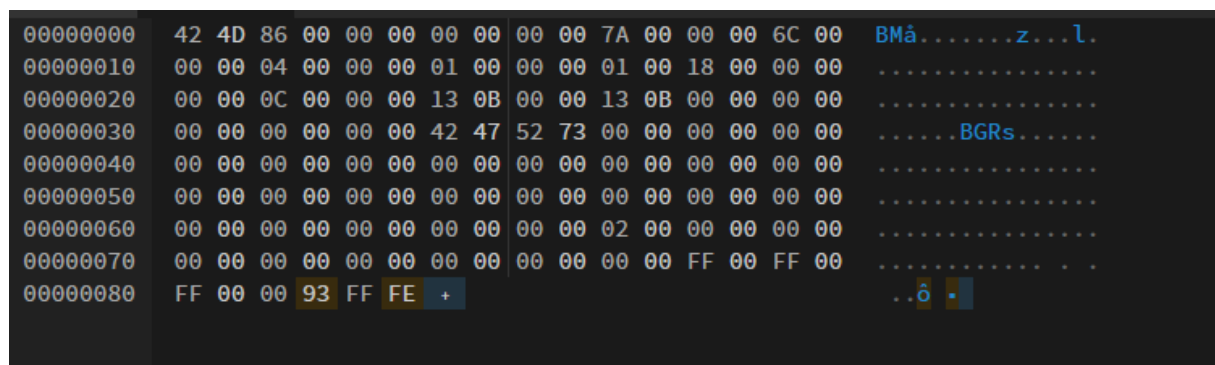 00000000 42 4D 86 00 00 00 00 00 00 00 7A 00 00 00 6C 00 BMå.......z...l.
00000010 00 00 04 00 00 00 01 00 00 00 01 00 18 00 00 00 ................
00000020 00 00 0C 00 00 00 13 0B 00 00 13 0B 00 00 00 00 ................
00000030 00 00 00 00 00 00 42 47 52 73 00 00 00 00 00 00 ......BGRs......
00000040 00 00 00 00 00 00 00 00 00 00 00 00 00 00 00 00 ................
00000050 00 00 00 00 00 00 00 00 00 00 00 00 00 00 00 00 ................
00000060 00 00 00 00 00 00 00 00 00 00 02 00 00 00 00 00 ................
00000070 00 00 00 00 00 00 00 00 00 00 00 00 FF 00 FF 00 ............ . .
00000080 FF 00 00 93 FF FE + ..ô ▪